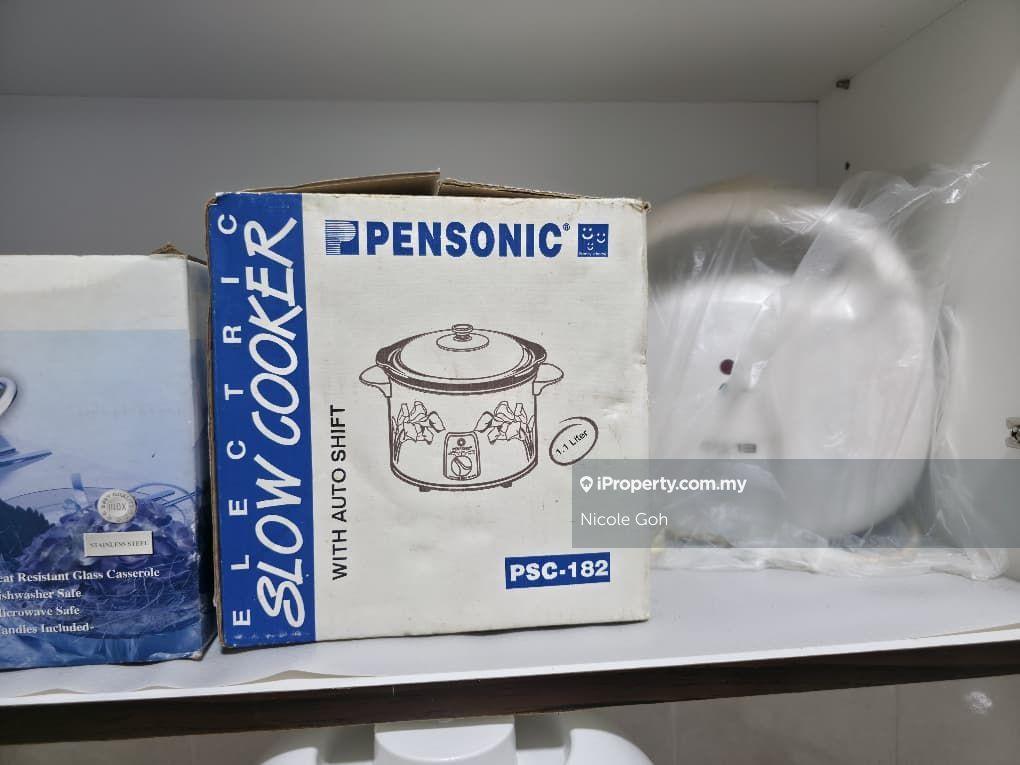 PENSONIC®
ELECTRIC
SLOW COOKER
WITH AUTO SHIFT
1.1 Liter
PSC-182
INOX
STAINLESS STEEL
eat Resistant Glass Casserole
ishwasher Safe
icrowave Safe
andles Included
iProperty.com.my
Nicole Goh